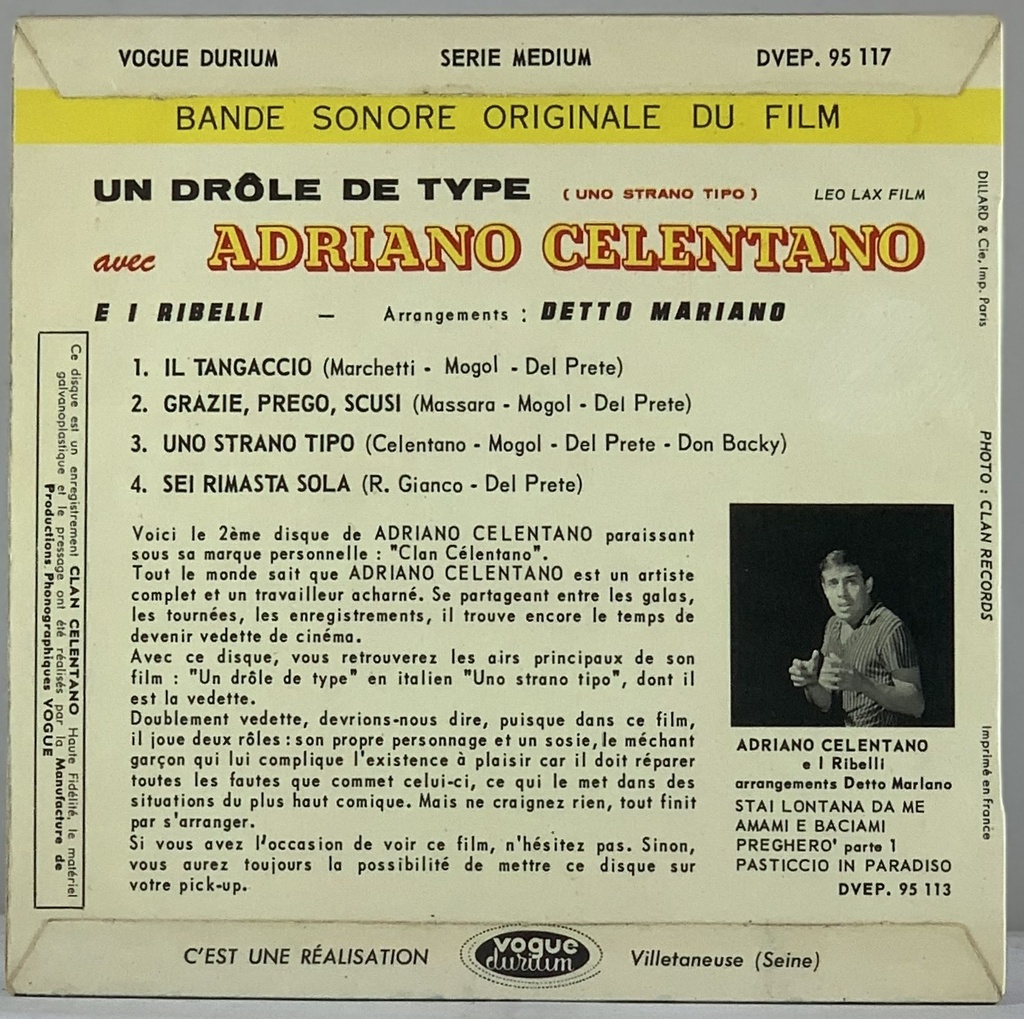 VOGUE DURIUM SERIE MEDIUM DVEP. 95 117
BANDE SONORE ORIGINALE DU FILM
UN DRÔLE DE TYPE ( UNO STRANO TIPO ) LEO LAX FILM
avec ADRIANO CELENTANO
E I RIBELLI — Arrangements : DETTO MARIANO
1. IL TANGACCIO (Marchetti - Mogol - Del Prete)
2. GRAZIE, PREGO, SCUSI (Massara - Mogol - Del Prete)
3. UNO STRANO TIPO (Celentano - Mogol - Del Prete - Don Backy)
4. SEI RIMASTA SOLA (R. Gianco - Del Prete)
Voici le 2ème disque de ADRIANO CELENTANO paraissant
sous sa marque personnelle : "Clan Célentano".
Tout le monde sait que ADRIANO CELENTANO est un artiste
complet et un travailleur acharné. Se partageant entre les galas,
les tournées, les enregistrements, il trouve encore le temps de
devenir vedette de cinéma.
Avec ce disque, vous retrouverez les airs principaux de son
film : "Un drôle de type" en italien "Uno strano tipo", dont il
est la vedette.
Doublement vedette, devrions-nous dire, puisque dans ce film,
il joue deux rôles : son propre personnage et un sosie, le méchant
garçon qui lui complique l'existence à plaisir car il doit réparer
toutes les fautes que commet celui-ci, ce qui le met dans des
situations du plus haut comique. Mais ne craignez rien, tout finit
par s'arranger.
Si vous avez l'occasion de voir ce film, n'hésitez pas. Sinon,
vous aurez toujours la possibilité de mettre ce disque sur
votre pick-up.
Ce disque est un enregistrement CLAN CELENTANO Haute Fidélité, le matériel
galvanoplastique et le pressage ont été réalisés par la Manufacture de
Productions Phonographiques VOGUE
ADRIANO CELENTANO
e I Ribelli
arrangements Detto Mariano
STAI LONTANA DA ME
AMAMI E BACIAMI
PREGHERO' parte 1
PASTICCIO IN PARADISO
DVEP. 95 113
DILLARD & Cie, Imp. Paris
PHOTO : CLAN RECORDS
Imprimé en France
C'EST UNE RÉALISATION vogue durium Villetaneuse (Seine)